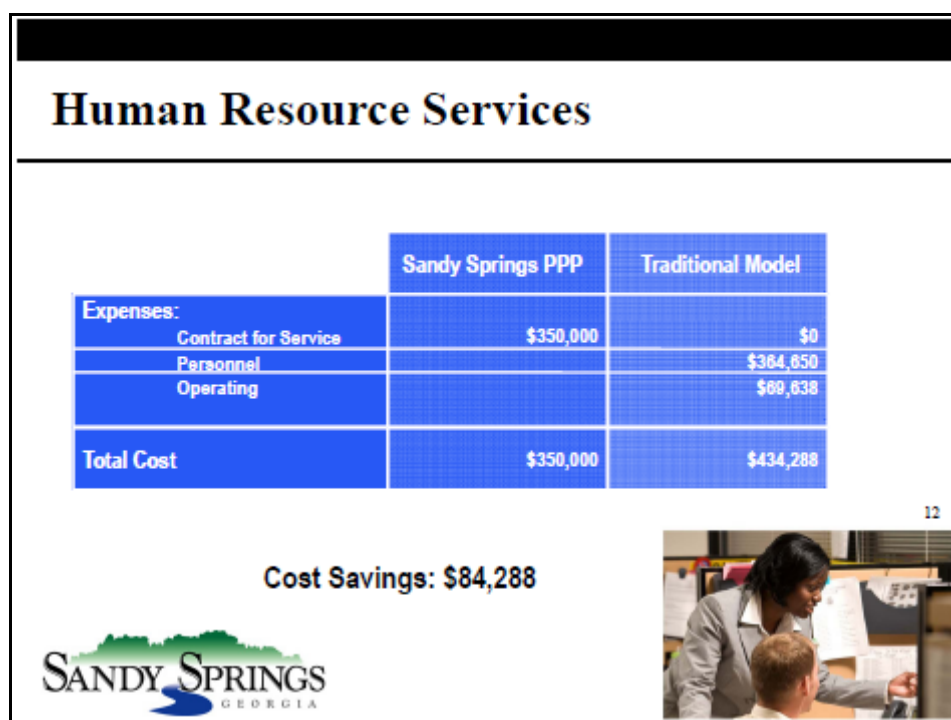 Human Resource Services
Sandy Springs PPP Traditional Model
Expenses:
Contract for Service $350,000 $0
Personnel $364,650
Operating $69,638
Total Cost $350,000 $434,288
12
Cost Savings: $84,288
SANDY SPRINGS
GEORGIA